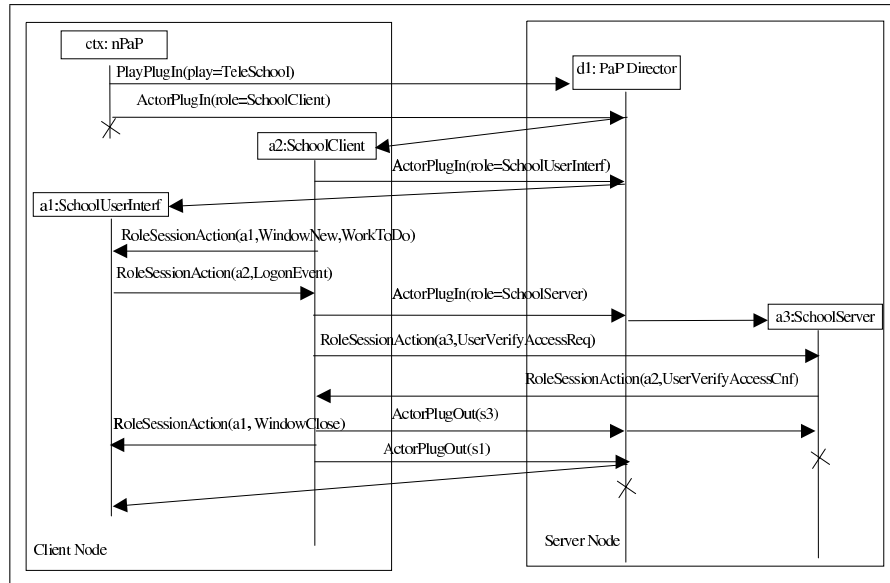 ctx: nPaP
PlayPlugIn(play=TeleSchool)
d1: PaP Director
ActorPlugIn(role=SchoolClient)
a2:SchoolClient
ActorPlugIn(role=SchoolUserInterf)
a1:SchoolUserInterf
RoleSessionAction(a1,WindowNew,WorkToDo)
RoleSessionAction(a2,LogonEvent)
ActorPlugIn(role=SchoolServer)
a3:SchoolServer
RoleSessionAction(a3,UserVerifyAccessReq)
RoleSessionAction(a2,UserVerifyAccessCnf)
RoleSessionAction(a1, WindowClose)
ActorPlugOut(s3)
ActorPlugOut(s1)
Client Node
Server Node